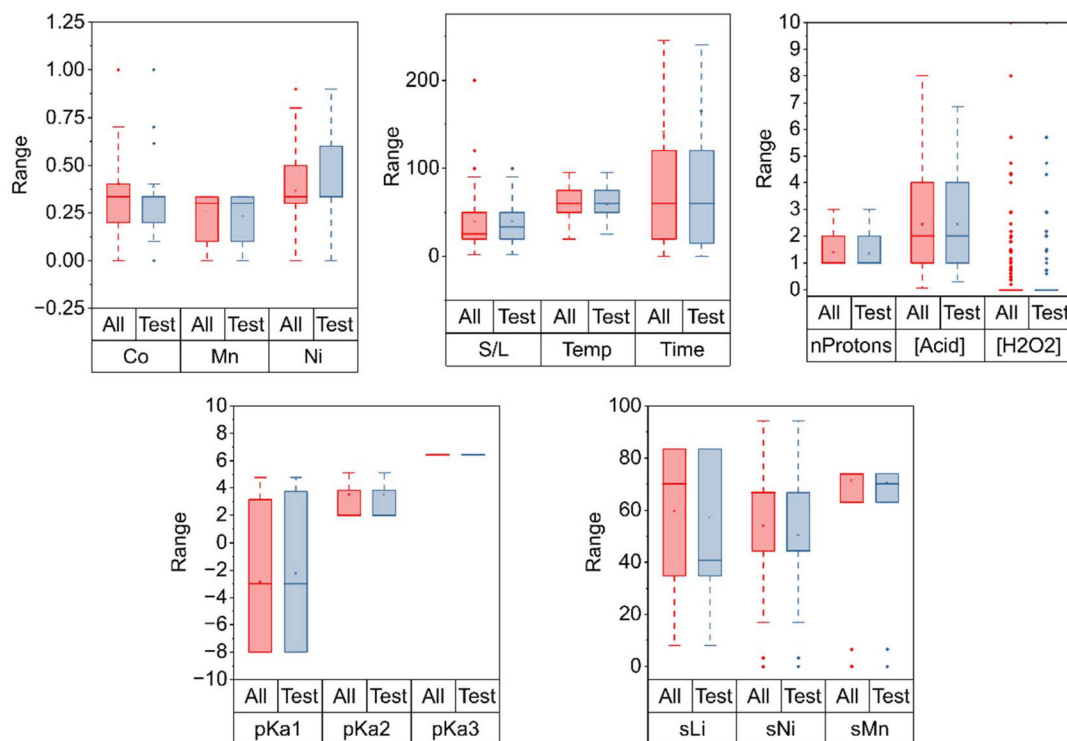 Range
1.25
1.00
0.75
0.50
0.25
0.00
−0.25
All Test All Test All Test
Co Mn Ni
Range
200
100
0
All Test All Test All Test
S/L Temp Time
Range
10
9
8
7
6
5
4
3
2
1
0
All Test All Test All Test
nProtons [Acid] [H2O2]
Range
10
8
6
4
2
0
−2
−4
−6
−8
−10
All Test All Test All Test
pKa1 pKa2 pKa3
Range
100
80
60
40
20
0
All Test All Test All Test
sLi sNi sMn